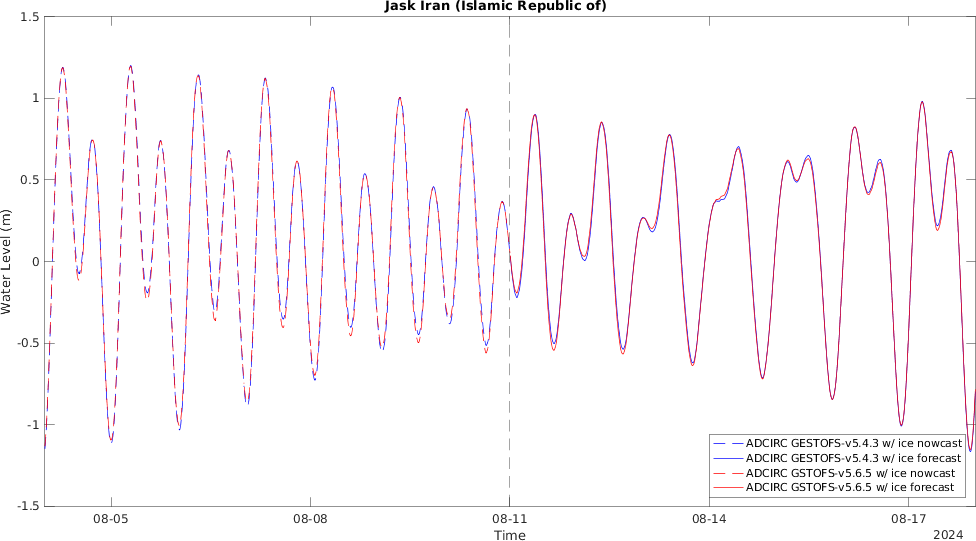 Jask Iran (Islamic Republic of)
1.5
1
0.5
0
-0.5
-1
-1.5
Water Level (m)
ADCIRC GESTOFS-v5.4.3 w/ ice nowcast
ADCIRC GESTOFS-v5.4.3 w/ ice forecast
ADCIRC GSTOFS-v5.6.5 w/ ice nowcast
ADCIRC GSTOFS-v5.6.5 w/ ice forecast
08-05 08-08 08-11 08-14 08-17
Time
2024